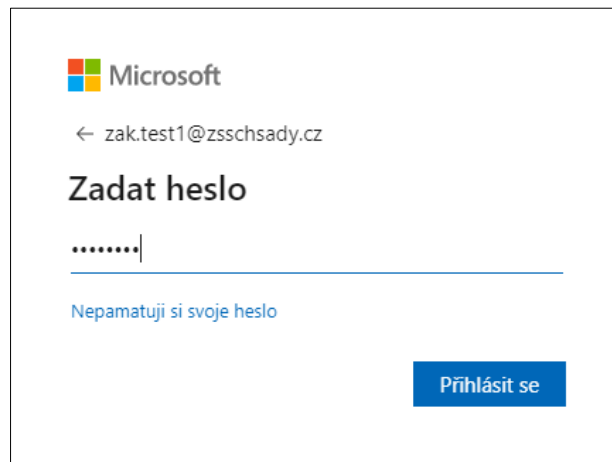 Microsoft
← zak.test1@zsschsady.cz
Zadat heslo
••••••••
Nepamatuji si svoje heslo
Přihlásit se